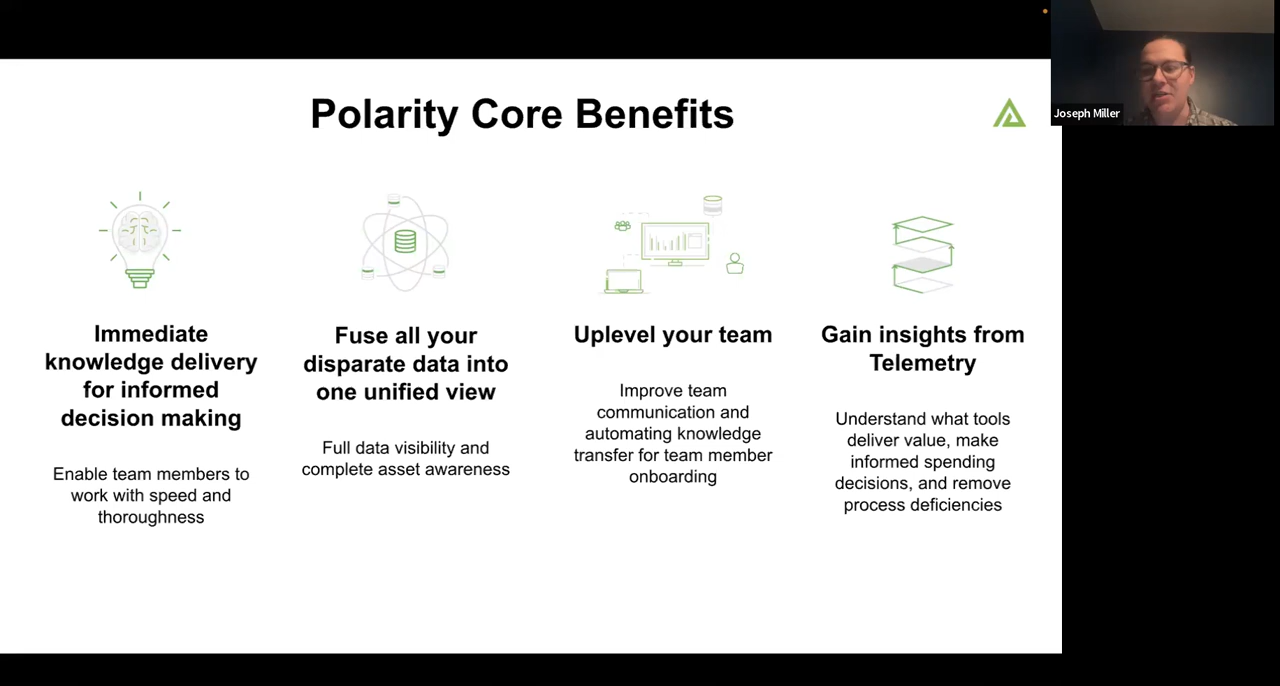 Polarity Core Benefits
Joseph Miller
Immediate
knowledge delivery
for informed
decision making
Enable team members to
work with speed and
thoroughness
Fuse all your
disparate data into
one unified view
Full data visibility and
complete asset awareness
Uplevel your team
Improve team
communication and
automating knowledge
transfer for team member
onboarding
Gain insights from
Telemetry
Understand what tools
deliver value, make
informed spending
decisions, and remove
process deficiencies